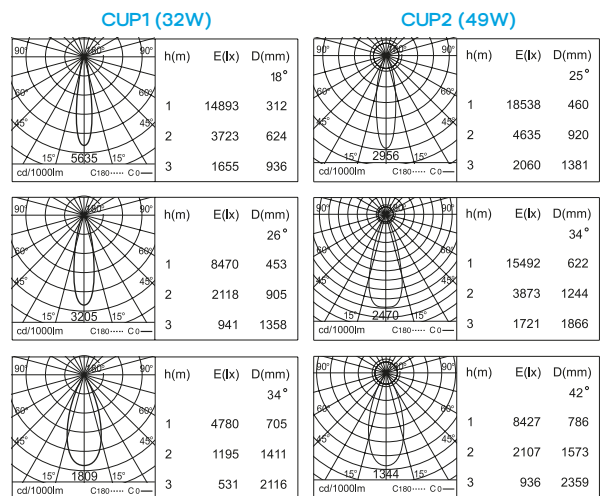 CUP1 (32W)
90° 180° 90°
60° 60°
45° 45°
5635
15° 15°
cd/1000lm C180 ····· C0 —
h(m) E(lx) D(mm)
18°
1 14893 312
2 3723 624
3 1655 936
90° 180° 90°
60° 60°
45° 45°
3205
15° 15°
cd/1000lm C180 ····· C0 —
h(m) E(lx) D(mm)
26°
1 8470 453
2 2118 905
3 941 1358
90° 180° 90°
60° 60°
45° 45°
1809
15° 15°
cd/1000lm C180 ····· C0 —
h(m) E(lx) D(mm)
34°
1 4780 705
2 1195 1411
3 531 2116
CUP2 (49W)
90° 180° 90°
60° 60°
45° 45°
2956
15° 15°
cd/1000lm C180 ····· C0 —
h(m) E(lx) D(mm)
25°
1 18538 460
2 4635 920
3 2060 1381
90° 180° 90°
60° 60°
45° 45°
2470
15° 15°
cd/1000lm C180 ····· C0 —
h(m) E(lx) D(mm)
34°
1 15492 622
2 3873 1244
3 1721 1866
90° 180° 90°
60° 60°
45° 45°
1344
15° 15°
cd/1000lm C180 ····· C0 —
h(m) E(lx) D(mm)
42°
1 8427 786
2 2107 1573
3 936 2359